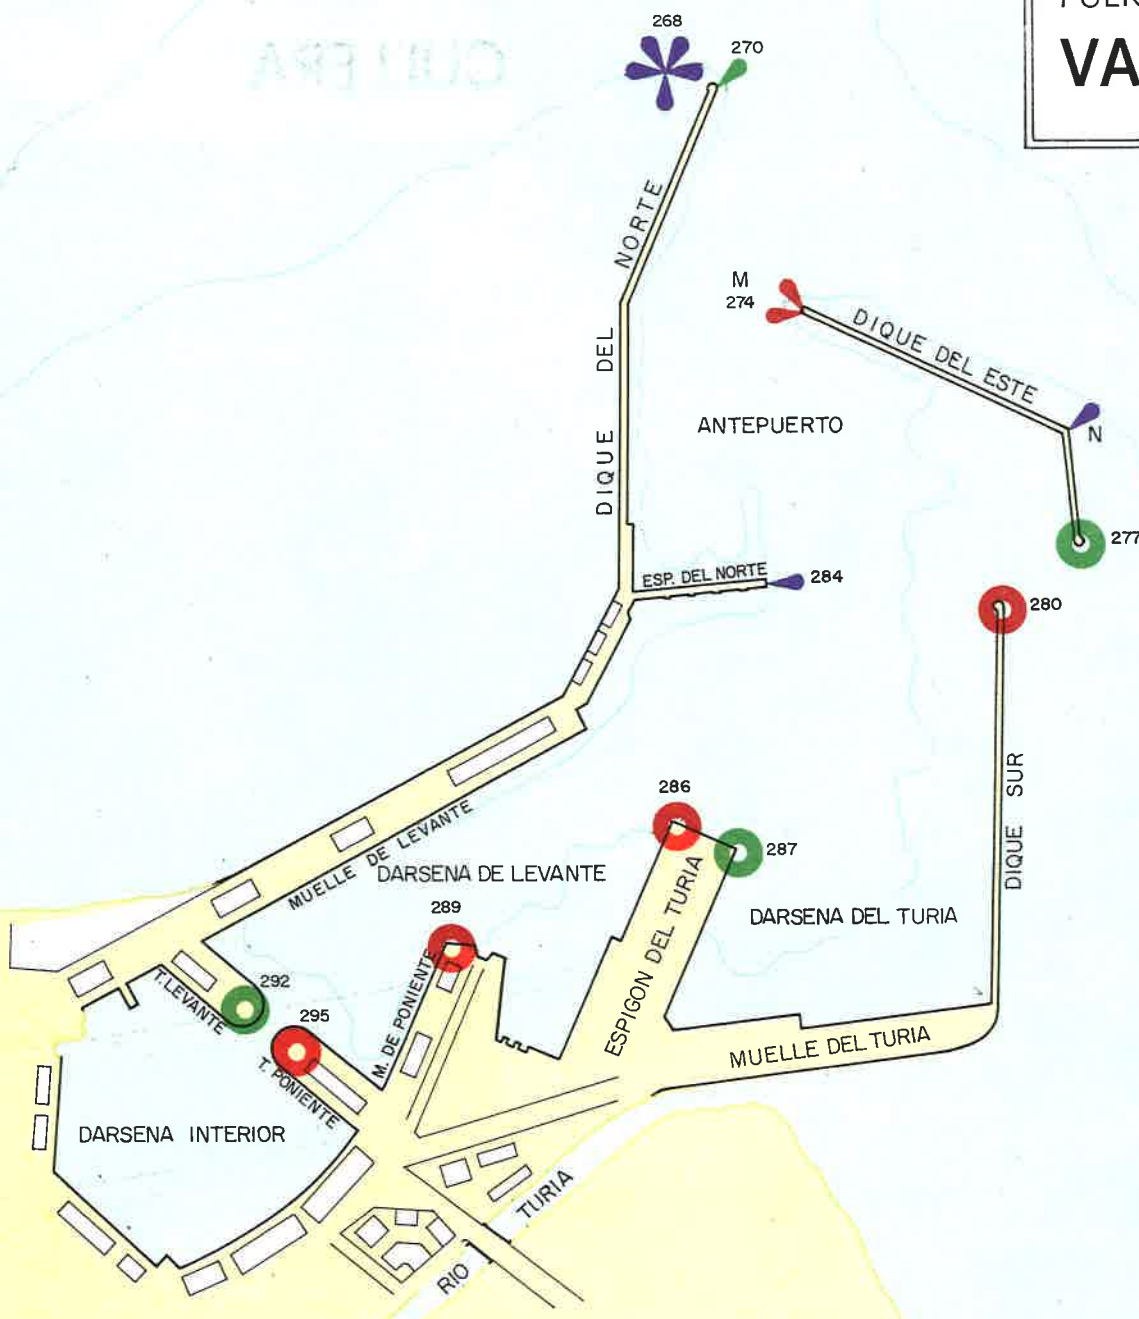 268
270
VA
NORTE
DEL
DIQUE
M
274
DIQUE DEL ESTE
N
ANTEPUERTO
277
ESP. DEL NORTE
284
280
DIQUE SUR
286
287
MUELLE DE LEVANTE
DARSENA DE LEVANTE
289
ESPIGON DEL TURIA
DARSENA DEL TURIA
T. LEVANTE
292
295
M. DE PONIENTE
T. PONIENTE
MUELLE DEL TURIA
DARSENA INTERIOR
RIO TURIA